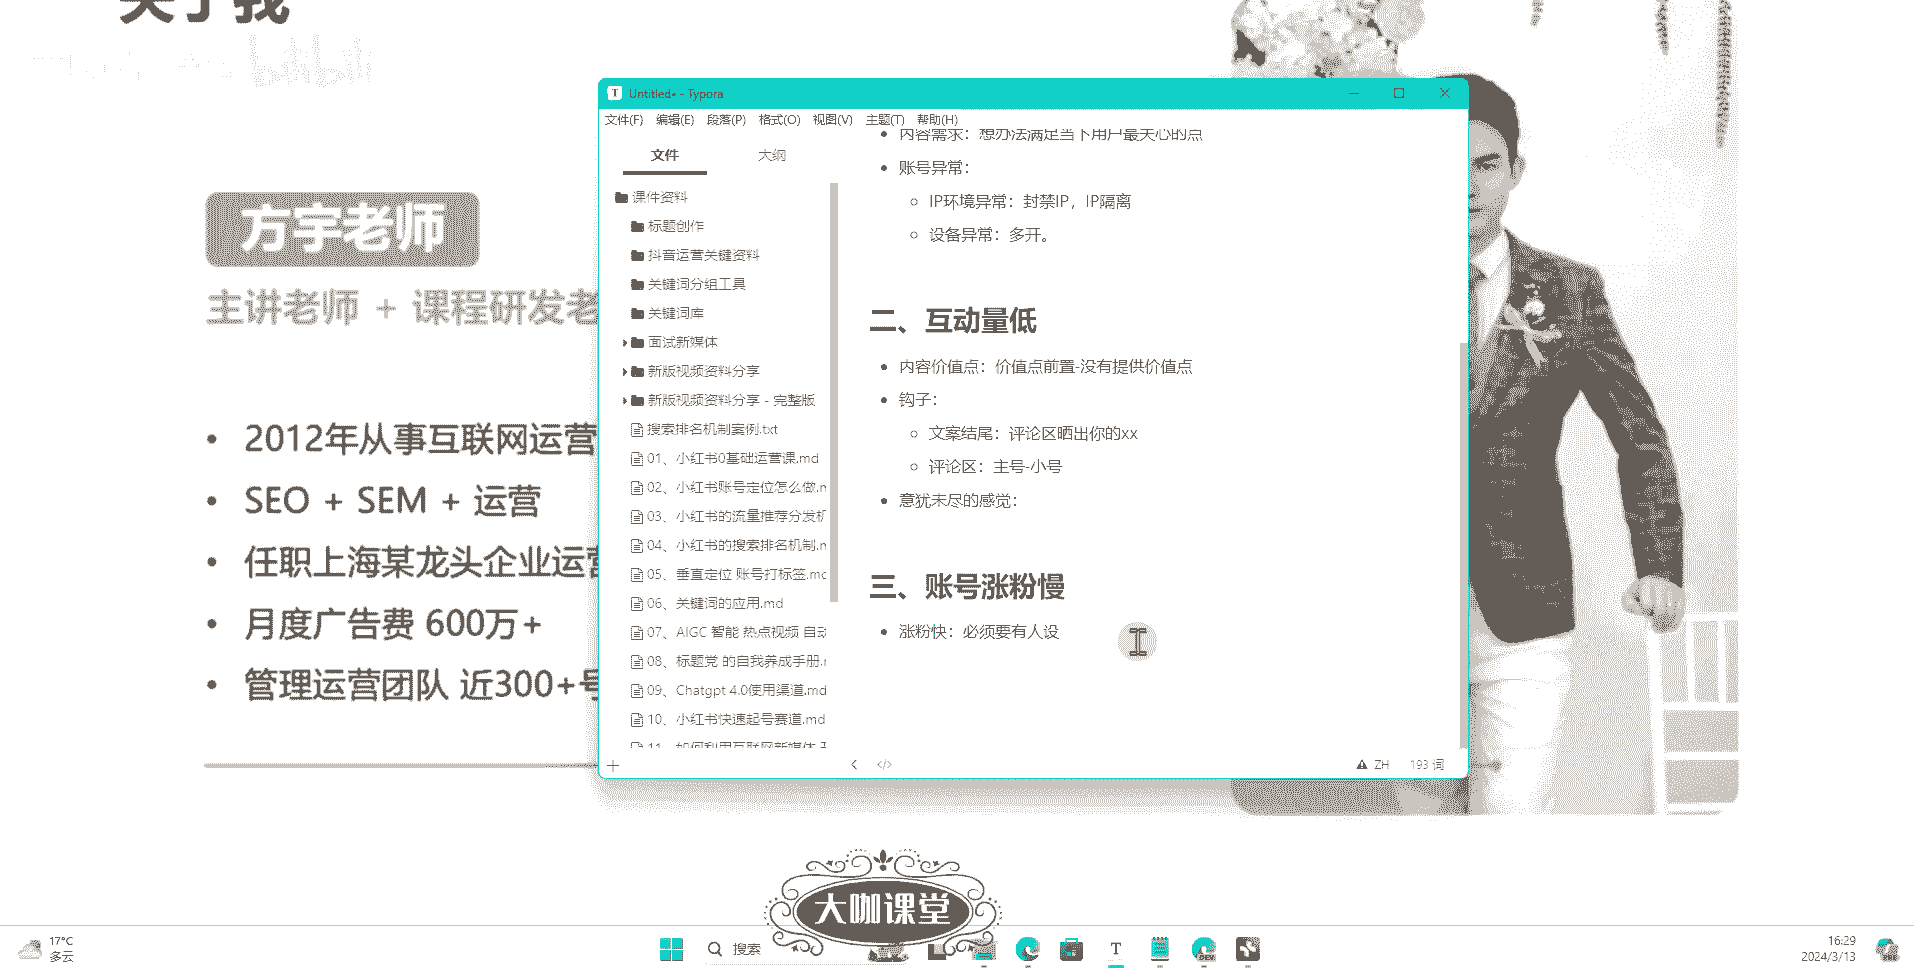 关于我
bilibili
方宇老师
主讲老师 + 课程研发老
• 2012年从事互联网运营
• SEO + SEM + 运营
• 任职上海某龙头企业运营
• 月度广告费 600万+
• 管理运营团队 近300+号
Untitled• - Typora
文件(F) 编辑(E) 段落(P) 格式(O) 视图(V) 主题(T) 帮助(H)
文件 大纲
课件资料
标题创作
抖音运营关键资料
关键词分组工具
关键词库
面试新媒体
新版视频资料分享
新版视频资料分享 - 完整版
搜索排名机制案例.txt
01、小红书0基础运营课.md
02、小红书账号定位怎么做.m
03、小红书的流量推荐分发机
04、小红书的搜索排名机制.m
05、垂直定位 账号打标签.md
06、关键词的应用.md
07、AIGC 智能 热点视频 自动
08、标题党 的自我养成手册.m
09、Chatgpt 4.0使用渠道.md
10、小红书快速起号赛道.md
11、如何利用互联网新媒体
• 内容需求：想办法满足当下用户最关心的点
• 账号异常：
○ IP环境异常：封禁IP，IP隔离
○ 设备异常：多开。
二、互动量低
• 内容价值点：价值点前置-没有提供价值点
• 钩子：
○ 文案结尾：评论区晒出你的xx
○ 评论区：主号-小号
• 意犹未尽的感觉：
三、账号涨粉慢
• 涨粉快：必须要有人设
ZH 193 词
大咖课堂
17°C
多云
搜索
16:29
2024/3/13